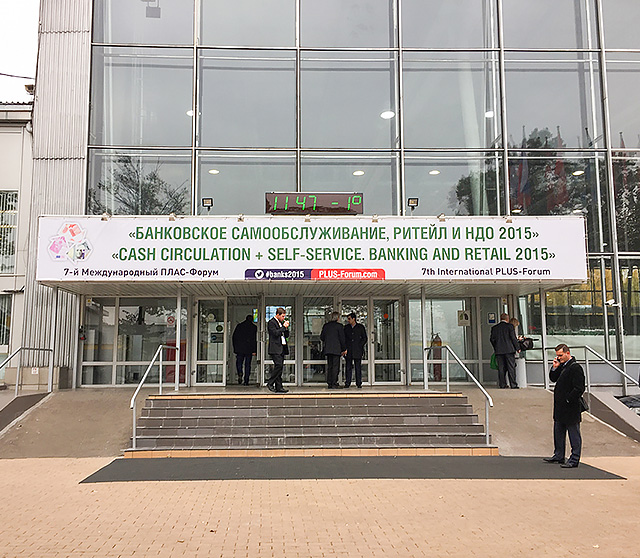 11 47 -1°
«БАНКОВСКОЕ САМООБСЛУЖИВАНИЕ, РИТЕЙЛ И НДО 2015»
«CASH CIRCULATION + SELF-SERVICE. BANKING AND RETAIL 2015»
7-й Международный ПЛАС-Форум #banks2015 PLUS-Forum.com 7th International PLUS-Forum